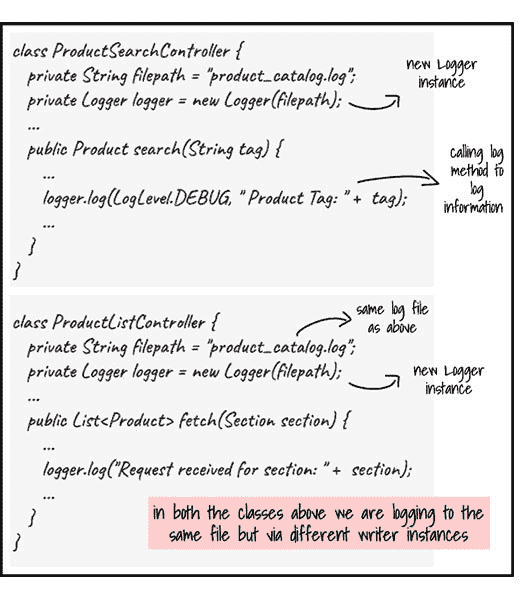 class ProductSearchController {
private String filepath = "product_catalog.log";
private Logger logger = new Logger(filepath);
new Logger
instance
...
public Product search(String tag) {
...
logger.log(LogLevel.DEBUG, " Product Tag: " + tag);
calling log
method to
log
information
...
}
}
class ProductListController {
same log file
as above
private String filepath = "product_catalog.log";
private Logger logger = new Logger(filepath);
new Logger
instance
...
public List<Product> fetch(Section section) {
...
logger.log("Request received for section: " + section);
...
}
}
in both the classes above we are logging to the
same file but via different writer instances